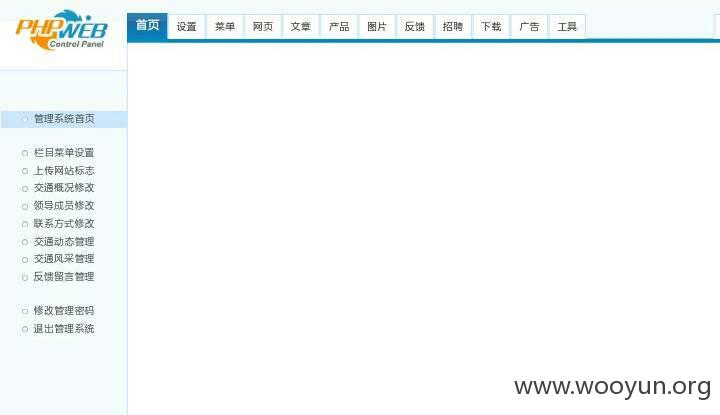 PHPWEB
Control Panel
首页 设置 菜单 网页 文章 产品 图片 反馈 招聘 下载 广告 工具
管理系统首页
栏目菜单设置
上传网站标志
交通概况修改
领导成员修改
联系方式修改
交通动态管理
交通风采管理
反馈留言管理
修改管理密码
退出管理系统
www.wooyun.org